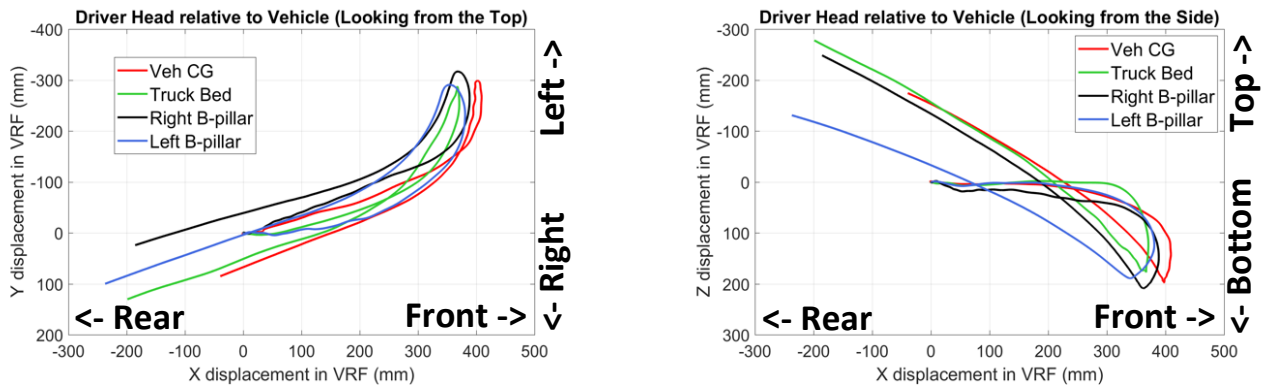 Driver Head relative to Vehicle (Looking from the Top)
-400
-300
-200
-100
0
100
200
Y displacement in VRF (mm)
Veh CG
Truck Bed
Right B-pillar
Left B-pillar
<- Rear
Front ->
-300
-200
-100
0
100
200
300
400
500
X displacement in VRF (mm)
Left ->
<- Right
Driver Head relative to Vehicle (Looking from the Side)
-300
-200
-100
0
100
200
300
Z displacement in VRF (mm)
Veh CG
Truck Bed
Right B-pillar
Left B-pillar
<- Rear
Front ->
-300
-200
-100
0
100
200
300
400
500
X displacement in VRF (mm)
Top ->
<- Bottom